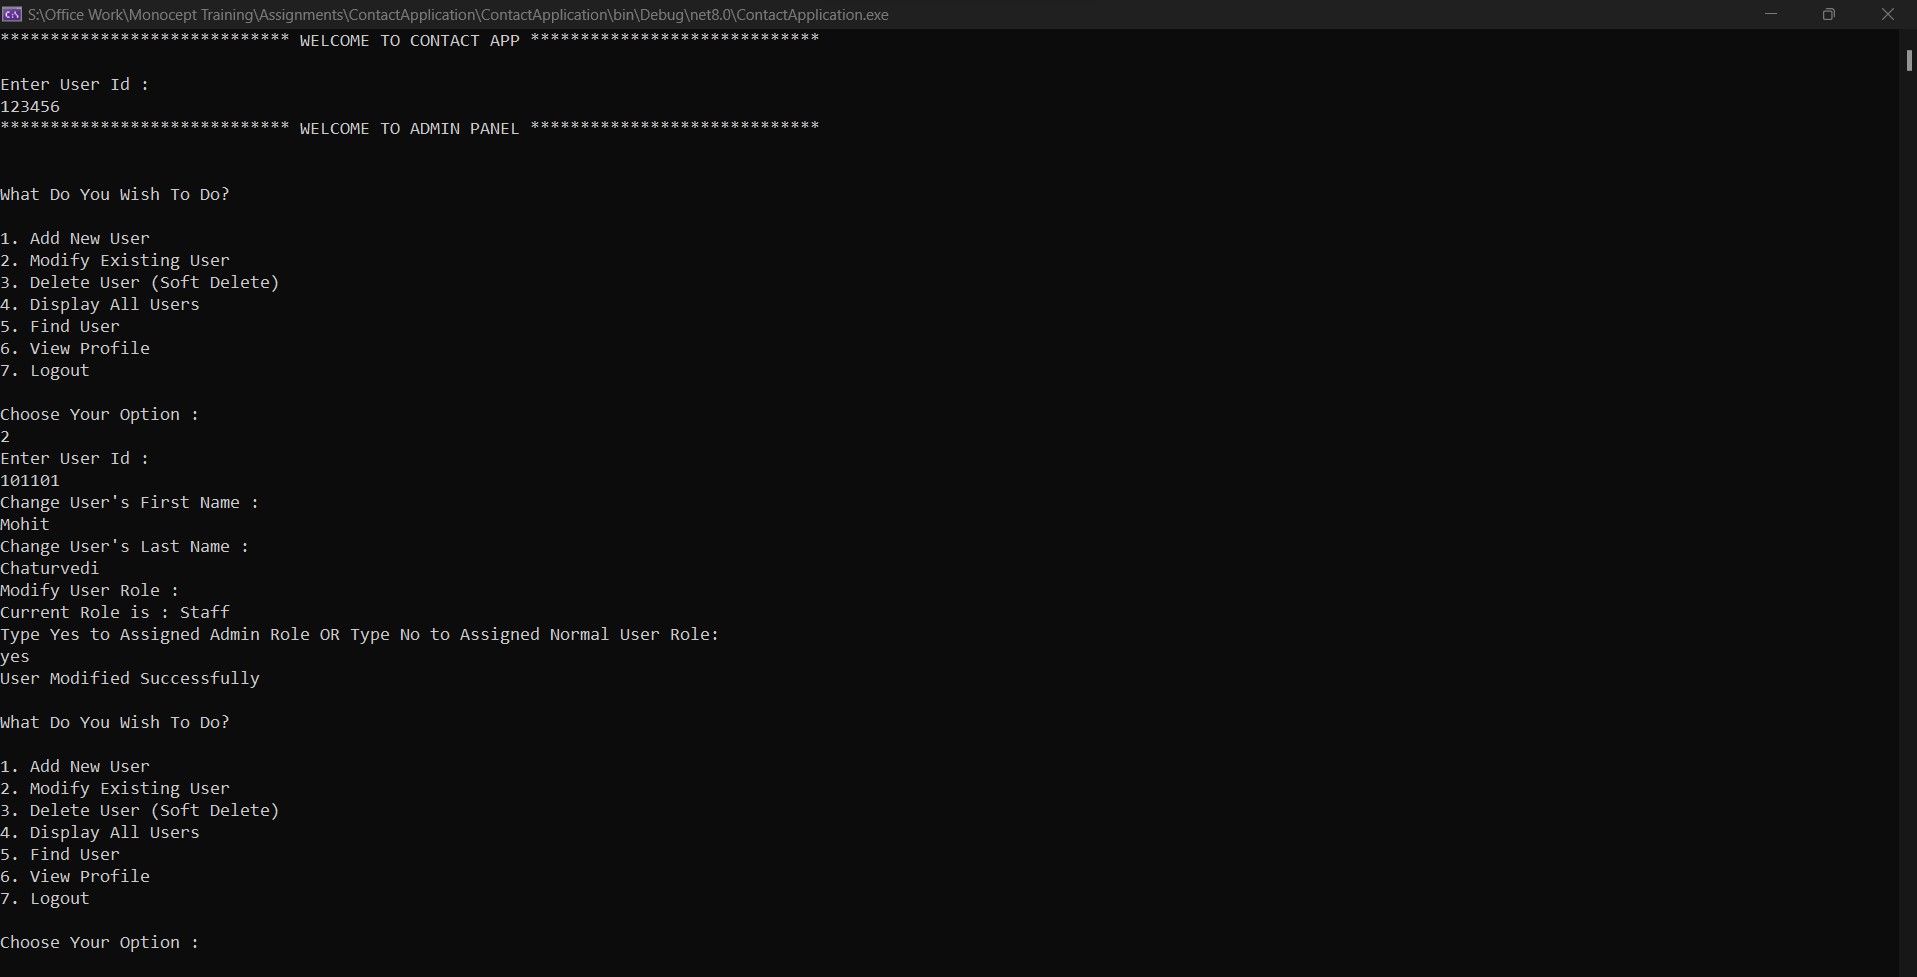 S:\Office Work\Monocept Training\Assignments\ContactApplication\ContactApplication\bin\Debug\net8.0\ContactApplication.exe
***************************** WELCOME TO CONTACT APP *****************************
Enter User Id :
123456
***************************** WELCOME TO ADMIN PANEL *****************************
What Do You Wish To Do?
1. Add New User
2. Modify Existing User
3. Delete User (Soft Delete)
4. Display All Users
5. Find User
6. View Profile
7. Logout
Choose Your Option :
2
Enter User Id :
101101
Change User's First Name :
Mohit
Change User's Last Name :
Chaturvedi
Modify User Role :
Current Role is : Staff
Type Yes to Assigned Admin Role OR Type No to Assigned Normal User Role:
yes
User Modified Successfully
What Do You Wish To Do?
1. Add New User
2. Modify Existing User
3. Delete User (Soft Delete)
4. Display All Users
5. Find User
6. View Profile
7. Logout
Choose Your Option :